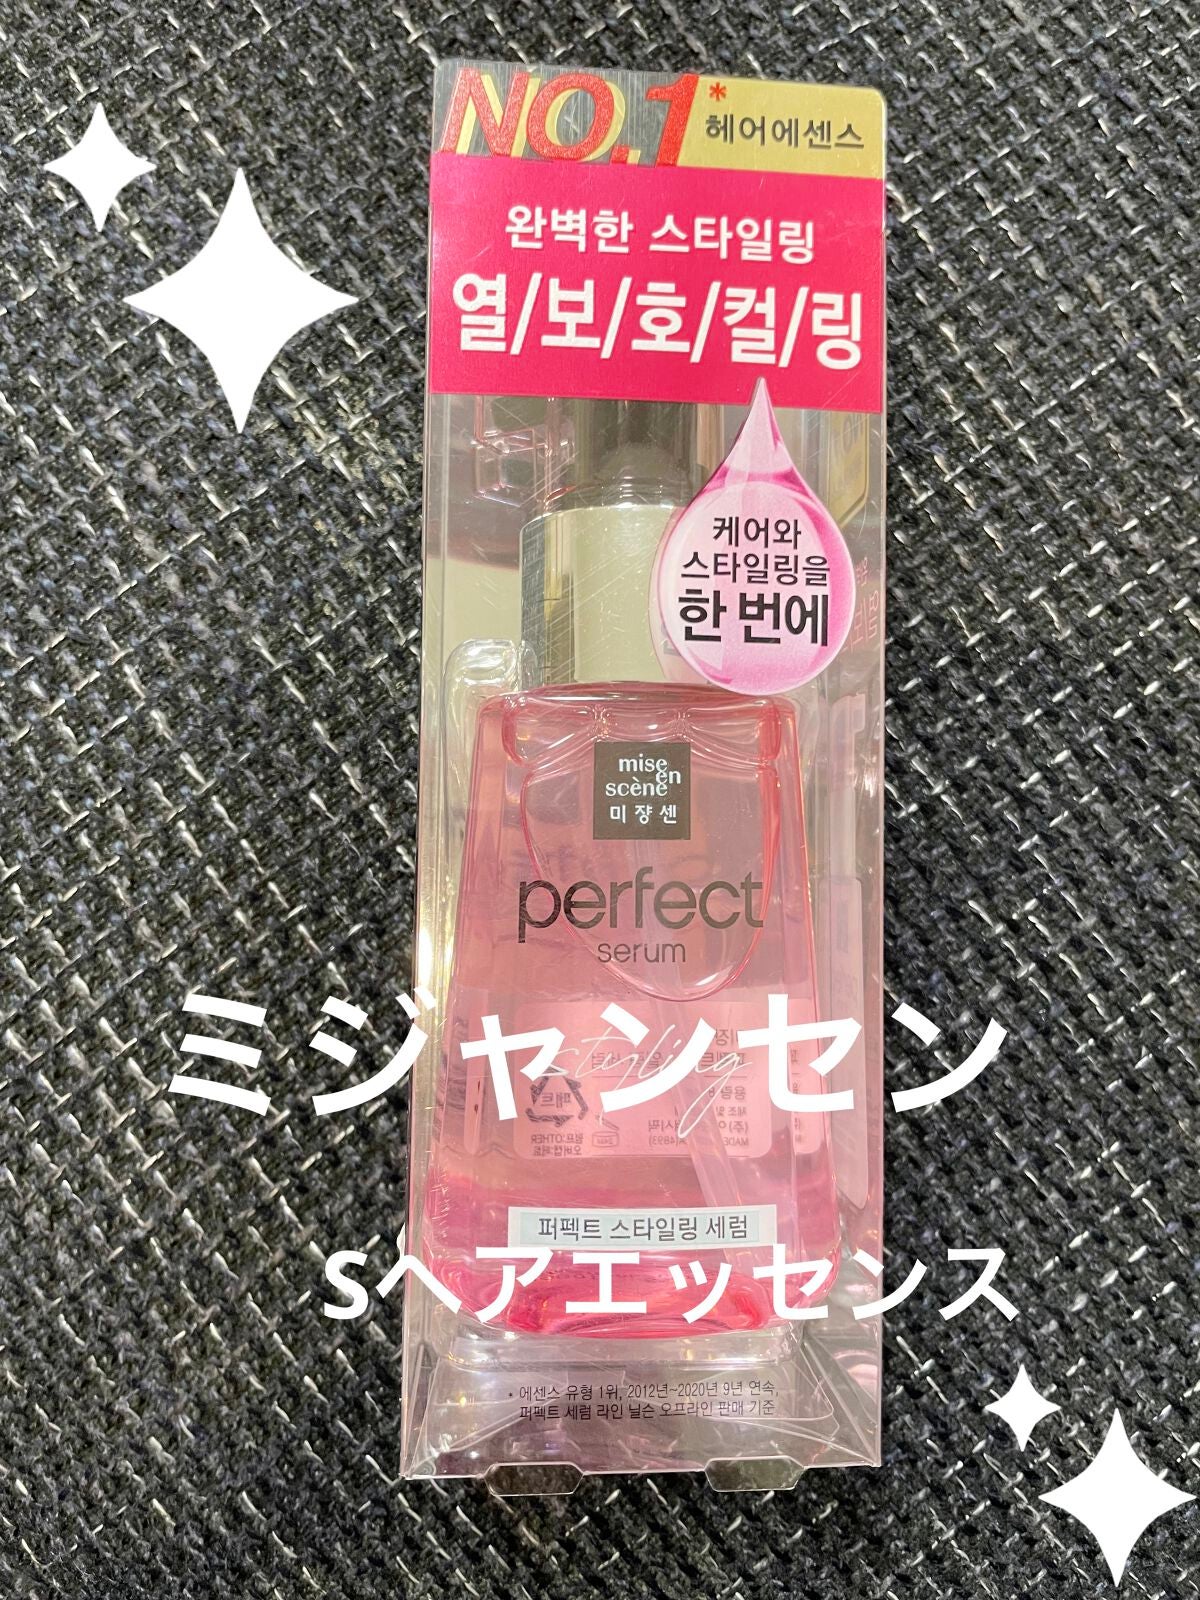 NO.1*
헤어에센스
완벽한 스타일링
열/보/호/컬/링
케어와
스타일링을
한 번에
mise
en
scène
미쟝센
perfect
serum
styling
ミジャンセン
퍼펙트 스타일링 세럼
Sヘアエッセンス
* 에센스 유형 1위, 2012년~2020년 9년 연속,
퍼펙트 세럼 라인 닐슨 오프라인 판매 기준